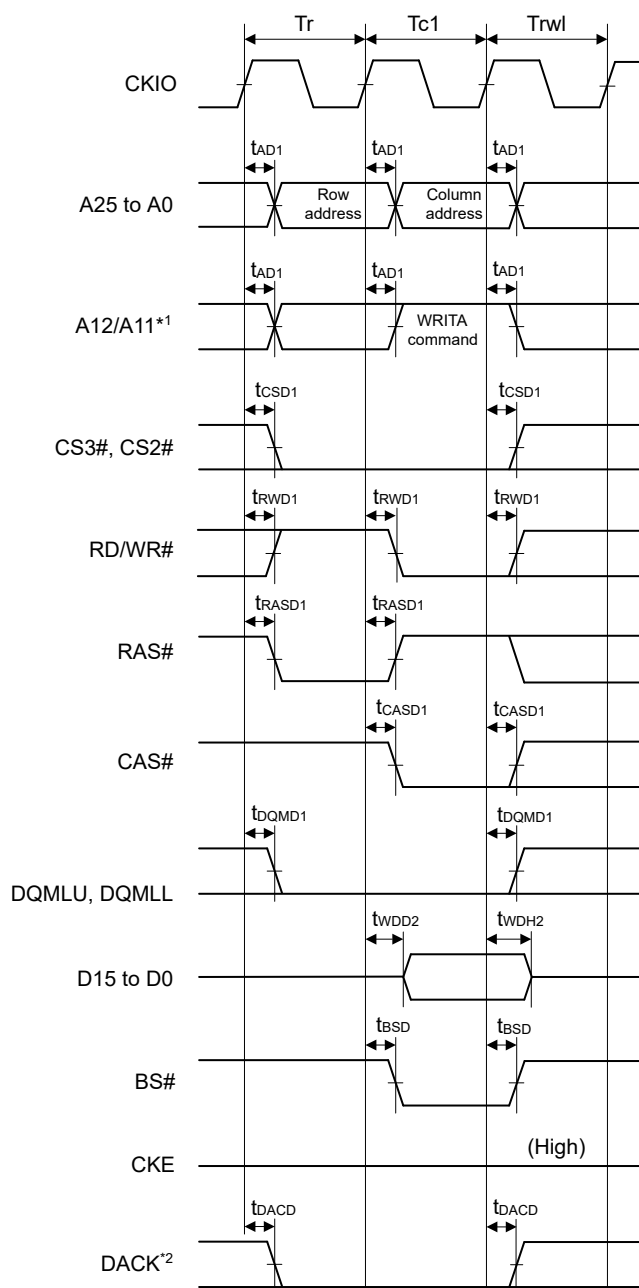 Tr Tc1 Trwl
CKIO
tAD1 tAD1 tAD1
A25 to A0 Row address Column address
tAD1 tAD1 tAD1
A12/A11*1 WRITA command
tCSD1 tCSD1
CS3#, CS2#
tRWD1 tRWD1 tRWD1
RD/WR#
tRASD1 tRASD1
RAS#
tCASD1 tCASD1
CAS#
tDQMD1 tDQMD1
DQMLU, DQMLL
tWDD2 tWDH2
D15 to D0
tBSD tBSD
BS#
(High)
CKE
tDACD tDACD
DACK*2